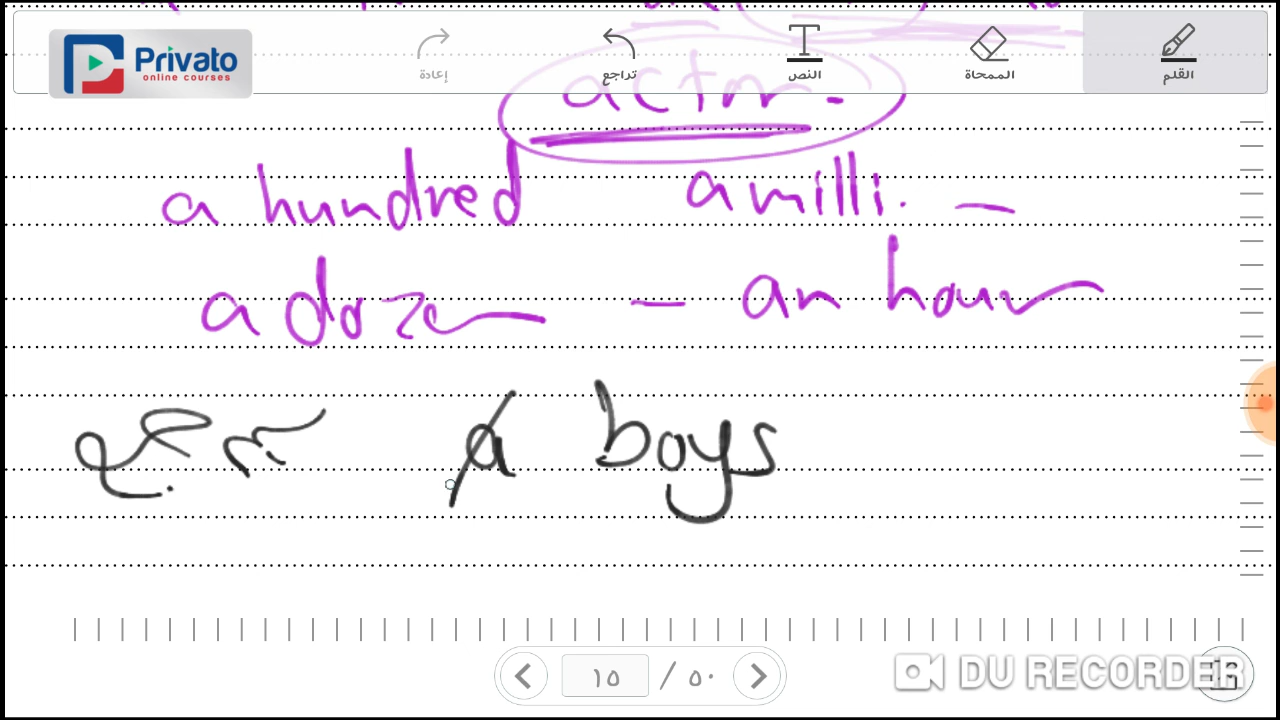 Privato
online courses
إعادة
تراجع
النص
الممحاة
القلم
actor -
a hundred a milli. -
a dozen - an hour
a boys
١٥ / ٥٠
DU RECORDER